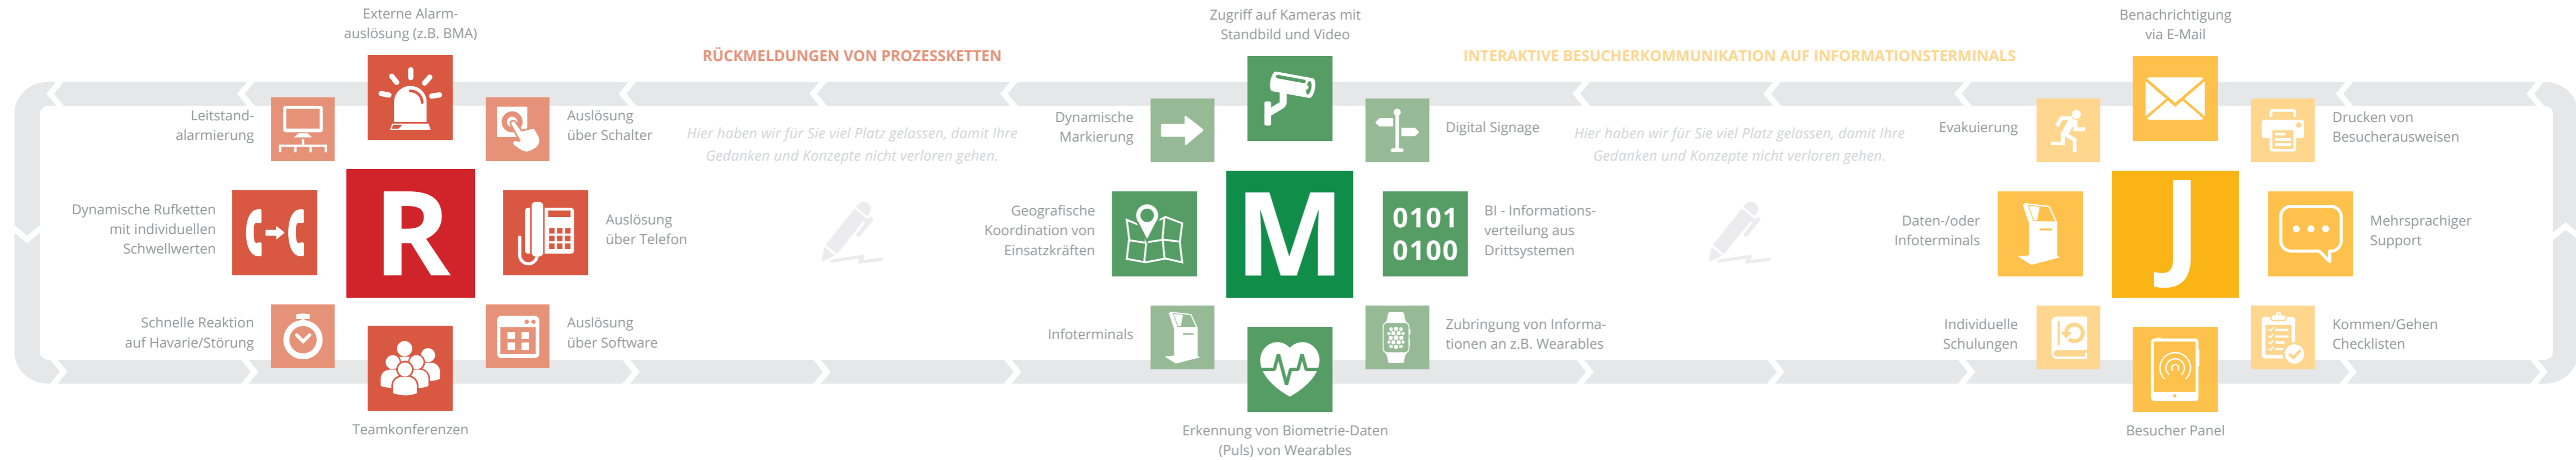 Externe Alarm-
auslösung (z.B. BMA)
Leitstand-
alarmierung
Auslösung
über Schalter
Dynamische Rufketten
mit individuellen
Schwellwerten
R
Auslösung
über Telefon
Schnelle Reaktion
auf Havarie/Störung
Auslösung
über Software
Teamkonferenzen
RÜCKMELDUNGEN VON PROZESSKETTEN
Hier haben wir für Sie viel Platz gelassen, damit Ihre
Gedanken und Konzepte nicht verloren gehen.
Zugriff auf Kameras mit
Standbild und Video
Dynamische
Markierung
Digital Signage
Geografische
Koordination von
Einsatzkräften
M
0101
0100
BI - Informations-
verteilung aus
Drittsystemen
Infoterminals
Zubringung von Informa-
tionen an z.B. Wearables
Erkennung von Biometrie-Daten
(Puls) von Wearables
INTERAKTIVE BESUCHERKOMMUNIKATION AUF INFORMATIONSTERMINALS
Hier haben wir für Sie viel Platz gelassen, damit Ihre
Gedanken und Konzepte nicht verloren gehen.
Benachrichtigung
via E-Mail
Evakuierung
Drucken von
Besucherausweisen
Daten-/oder
Infoterminals
J
Mehrsprachiger
Support
Individuelle
Schulungen
Kommen/Gehen
Checklisten
Besucher Panel